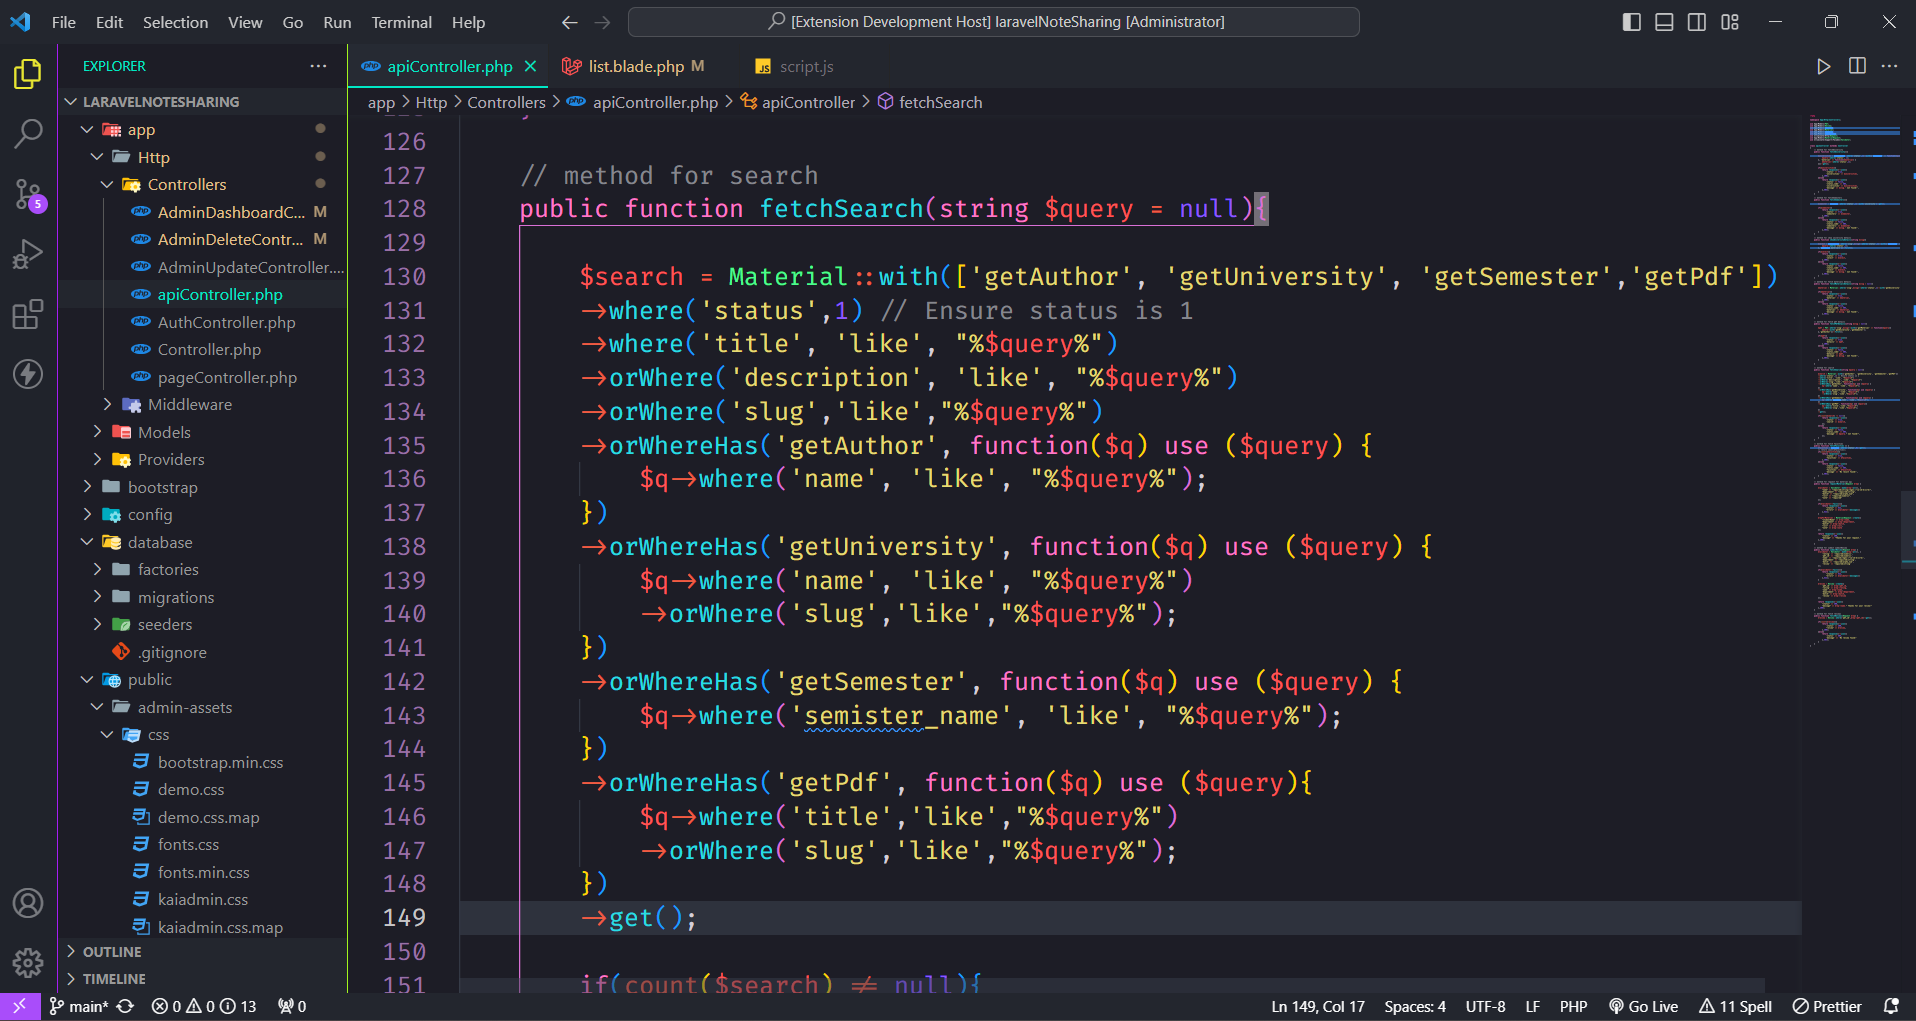 File Edit Selection View Go Run Terminal Help
[Extension Development Host] laravelNoteSharing [Administrator]
EXPLORER
apiController.php
list.blade.php M
JS script.js
LARAVELNOTESHARING
app > Http > Controllers > apiController.php > apiController > fetchSearch
app
Http
Controllers
AdminDashboardC... M
AdminDeleteContr... M
AdminUpdateController....
apiController.php
AuthController.php
Controller.php
pageController.php
Middleware
Models
Providers
bootstrap
config
database
factories
migrations
seeders
.gitignore
public
admin-assets
css
bootstrap.min.css
demo.css
demo.css.map
fonts.css
fonts.min.css
kaiadmin.css
kaiadmin.css.map
OUTLINE
TIMELINE
5
126
127 // method for search
128 public function fetchSearch(string $query = null){
129
130 $search = Material::with(['getAuthor', 'getUniversity', 'getSemester','getPdf'])
131 →where('status',1) // Ensure status is 1
132 →where('title', 'like', "%$query%")
133 →orWhere('description', 'like', "%$query%")
134 →orWhere('slug','like',"%$query%")
135 →orWhereHas('getAuthor', function($q) use ($query) {
136 $q→where('name', 'like', "%$query%");
137 })
138 →orWhereHas('getUniversity', function($q) use ($query) {
139 $q→where('name', 'like', "%$query%")
140 →orWhere('slug','like',"%$query%");
141 })
142 →orWhereHas('getSemester', function($q) use ($query) {
143 $q→where('semister_name', 'like', "%$query%");
144 })
145 →orWhereHas('getPdf', function($q) use ($query){
146 $q→where('title','like',"%$query%")
147 →orWhere('slug','like',"%$query%");
148 })
149 →get();
150
151 if(count($search) ≠ null){
main* 0 0 13 0
Ln 149, Col 17 Spaces: 4 UTF-8 LF PHP Go Live 11 Spell Prettier